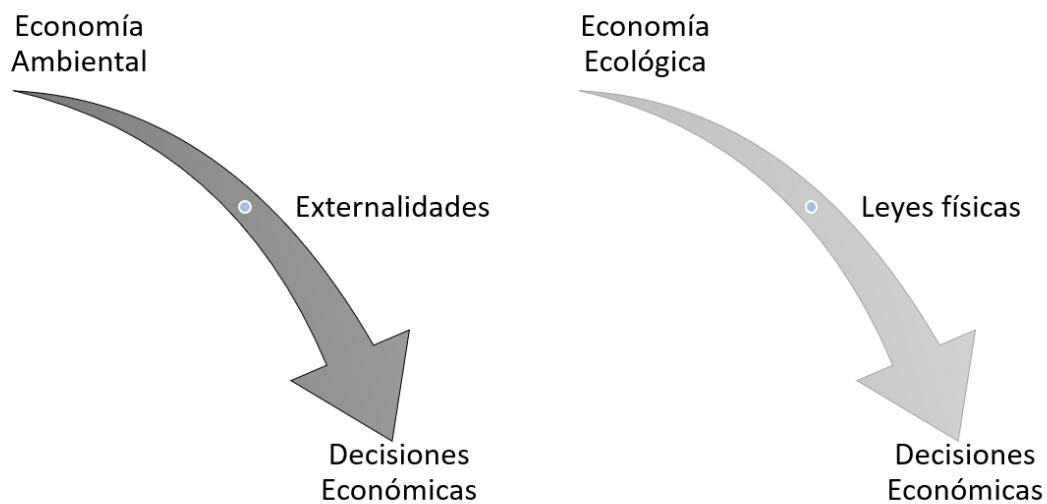 Economía
Ambiental
Externalidades
Decisiones
Económicas
Economía
Ecológica
Leyes físicas
Decisiones
Económicas